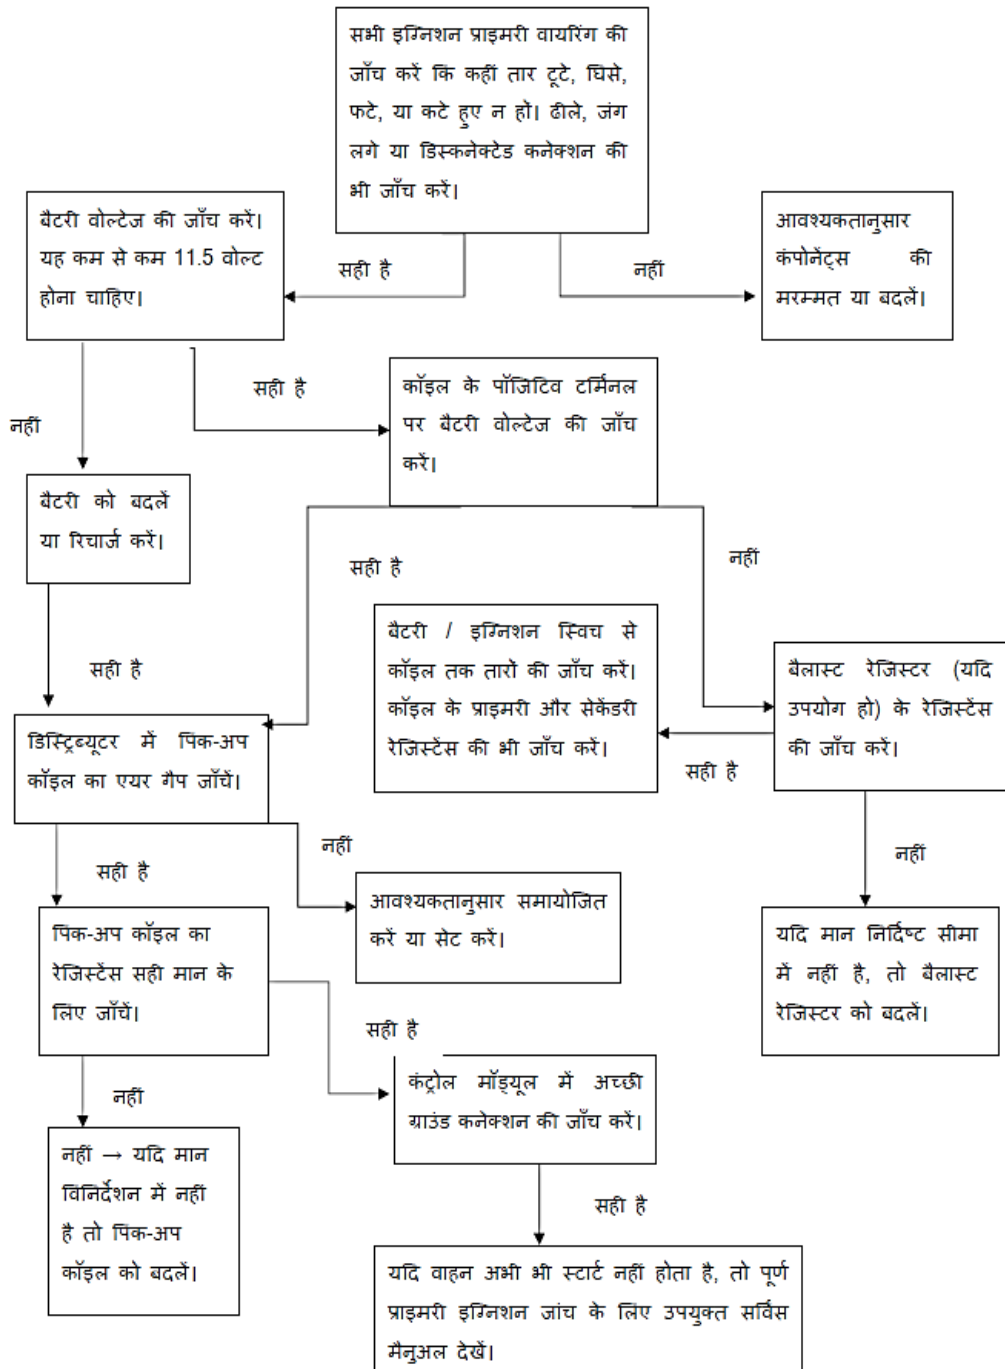 सभी इग्निशन प्राइमरी वायरिंग की
जाँच करें कि कहीं तार टूटे, घिसे,
फटे, या कटे हुए न हों। ढीले, जंग
लगे या डिस्कनेक्टेड कनेक्शन की
भी जाँच करें।
बैटरी वोल्टेज की जाँच करें।
यह कम से कम 11.5 वोल्ट
होना चाहिए।
सही है
नहीं
आवश्यकतानुसार
कंपोनेंट्स की
मरम्मत या बदलें।
सही है
नहीं
कॉइल के पॉजिटिव टर्मिनल
पर बैटरी वोल्टेज की जाँच
करें।
बैटरी को बदलें
या रिचार्ज करें।
सही है
नहीं
सही है
बैटरी / इग्निशन स्विच से
कॉइल तक तारों की जाँच करें।
कॉइल के प्राइमरी और सेकेंडरी
रेजिस्टेंस की भी जाँच करें।
बैलास्ट रेजिस्टर (यदि
उपयोग हो) के रेजिस्टेंस
की जाँच करें।
सही है
डिस्ट्रिब्यूटर में पिक-अप
कॉइल का एयर गैप जाँचें।
नहीं
नहीं
सही है
आवश्यकतानुसार समायोजित
करें या सेट करें।
पिक-अप कॉइल का
रेजिस्टेंस सही मान के
लिए जाँचें।
यदि मान निर्दिष्ट सीमा
में नहीं है, तो बैलास्ट
रेजिस्टर को बदलें।
सही है
नहीं
कंट्रोल मॉड्यूल में अच्छी
ग्राउंड कनेक्शन की जाँच करें।
नहीं → यदि मान
विनिर्देशन में नहीं
है तो पिक-अप
कॉइल को बदलें।
सही है
यदि वाहन अभी भी स्टार्ट नहीं होता है, तो पूर्ण
प्राइमरी इग्निशन जांच के लिए उपयुक्त सर्विस
मैनुअल देखें।